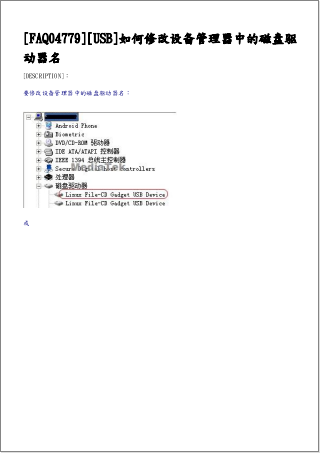 [FAQ04779][USB]如何修改设备管理器中的磁盘驱
动器名
[DESCRIPTION]：
要修改设备管理器中的磁盘驱动器名：
Android Phone
Biometric
DVD/CD-ROM 驱动器
IDE ATA/ATAPI 控制器
IEEE 1394 总线主控制器
Secure Digital host controllers
MediaTek
处理器
磁盘驱动器
Linux File-CD Gadget USB Device
Linux File-CD Gadget USB Device
成